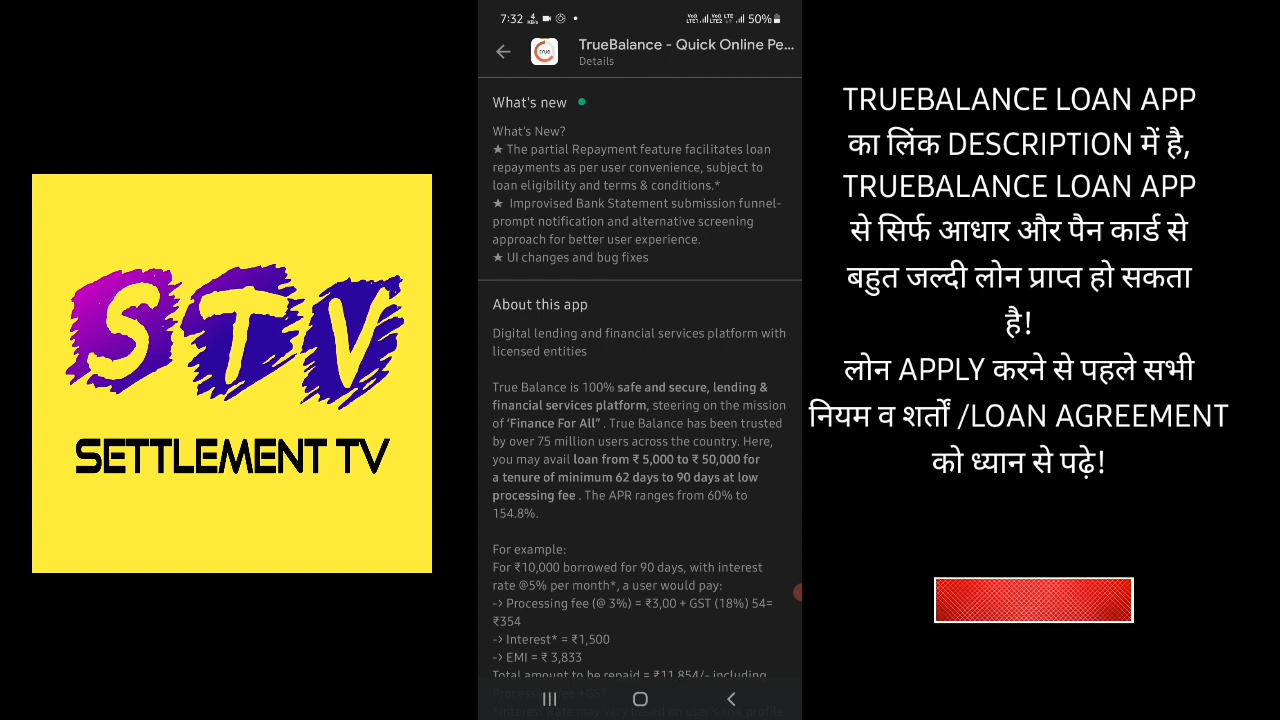 STV
SETTLEMENT TV
7:32 4 KB/s VoD LTE1 VoD LTE LTE2 50%
true TrueBalance - Quick Online Pe...
Details
What's new
What's New?
★ The partial Repayment feature facilitates loan
repayments as per user convenience, subject to
loan eligibility and terms & conditions.*
★ Improvised Bank Statement submission funnel-
prompt notification and alternative screening
approach for better user experience.
★ UI changes and bug fixes
About this app
Digital lending and financial services platform with
licensed entities
True Balance is 100% safe and secure, lending &
financial services platform, steering on the mission
of ‘Finance For All” . True Balance has been trusted
by over 75 million users across the country. Here,
you may avail loan from ₹ 5,000 to ₹ 50,000 for
a tenure of minimum 62 days to 90 days at low
processing fee . The APR ranges from 60% to
154.8%.
For example:
For ₹10,000 borrowed for 90 days, with interest
rate @5% per month*, a user would pay:
-> Processing fee (@ 3%) = ₹3,00 + GST (18%) 54=
₹354
-> Interest* = ₹1,500
-> EMI = ₹ 3,833
Total amount to be repaid = ₹11,854/- including
TRUEBALANCE LOAN APP
का लिंक DESCRIPTION में है,
TRUEBALANCE LOAN APP
से सिर्फ आधार और पैन कार्ड से
बहुत जल्दी लोन प्राप्त हो सकता
है!
लोन APPLY करने से पहले सभी
नियम व शर्तों /LOAN AGREEMENT
को ध्यान से पढ़े!